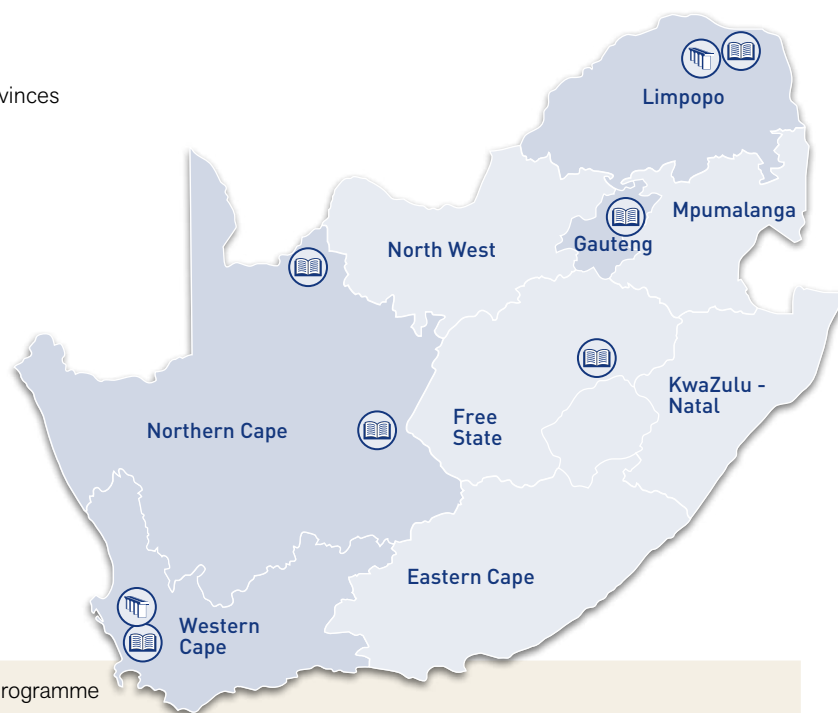 vinces
Limpopo
Mpumalanga
North West
Gauteng
KwaZulu -
Natal
Free
State
Northern Cape
Eastern Cape
Western
Cape
rogramme